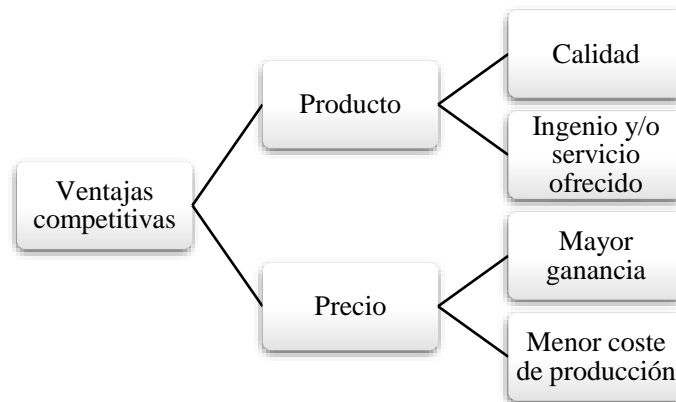 Ventajas
competitivas
Producto
Calidad
Ingenio y/o
servicio
ofrecido
Precio
Mayor
ganancia
Menor coste
de producción